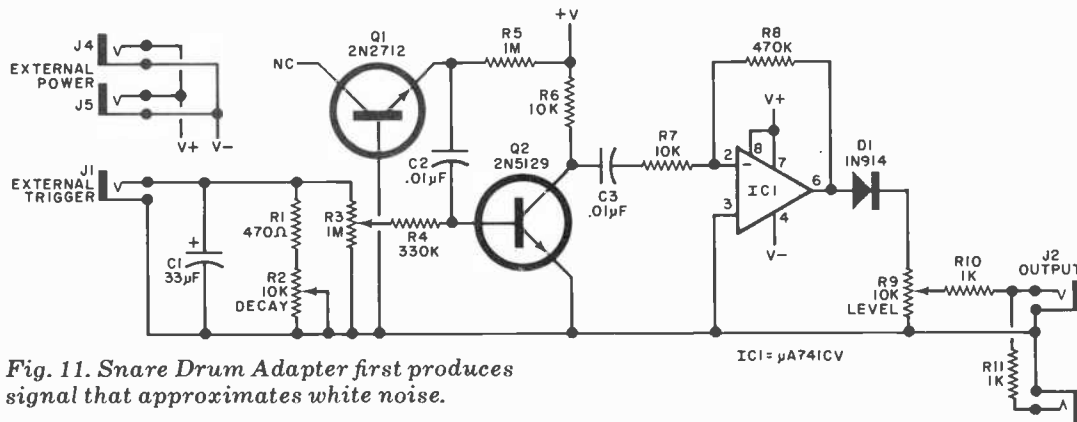 J4
EXTERNAL
POWER
J5
V+ V-
J1
EXTERNAL
TRIGGER
C1
33µF
+
R1
470Ω
R2
10K
DECAY
R3
1M
R4
330K
NC
Q1
2N2712
R5
1M
C2
.01µF
Q2
2N5129
+V
R6
10K
C3
.01µF
R7
10K
R8
470K
V+
2
-
8
7
IC1
6
3
4
V-
D1
1N914
R9
10K
LEVEL
R10
1K
J2
OUTPUT
R11
1K
IC1=µA741CV
Fig. 11. Snare Drum Adapter first produces
signal that approximates white noise.